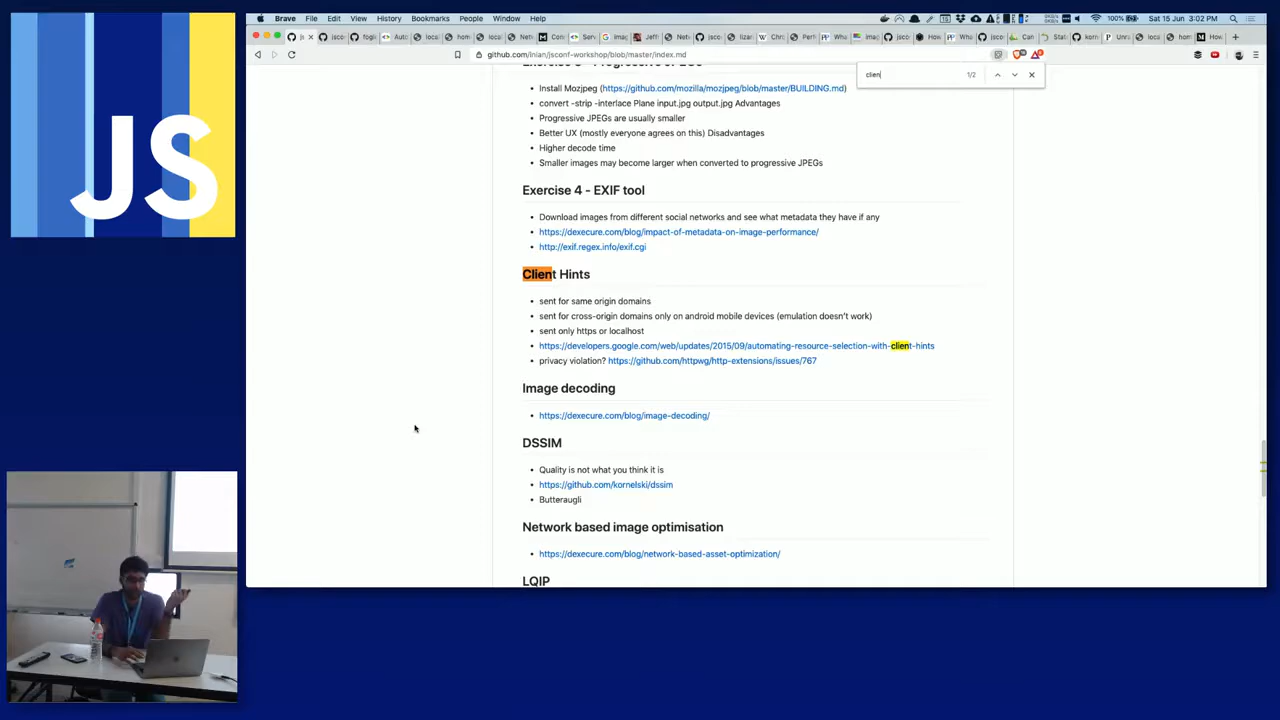 JS
Brave File Edit View History Bookmarks People Window Help
100% Sat 15 Jun 3:02 PM
github.com/inian/jsconf-workshop/blob/master/index.md
clien 1/2
Install Mozjpeg (https://github.com/mozilla/mozjpeg/blob/master/BUILDING.md)
convert -strip -interlace Plane input.jpg output.jpg Advantages
Progressive JPEGs are usually smaller
Better UX (mostly everyone agrees on this) Disadvantages
Higher decode time
Smaller images may become larger when converted to progressive JPEGs
Exercise 4 - EXIF tool
Download images from different social networks and see what metadata they have if any
https://dexecure.com/blog/impact-of-metadata-on-image-performance/
http://exif.regex.info/exif.cgi
Client Hints
sent for same origin domains
sent for cross-origin domains only on android mobile devices (emulation doesn't work)
sent only https or localhost
https://developers.google.com/web/updates/2015/09/automating-resource-selection-with-client-hints
privacy violation? https://github.com/httpwg/http-extensions/issues/767
Image decoding
https://dexecure.com/blog/image-decoding/
DSSIM
Quality is not what you think it is
https://github.com/kornelski/dssim
Butteraugli
Network based image optimisation
https://dexecure.com/blog/network-based-asset-optimization/
LQIP